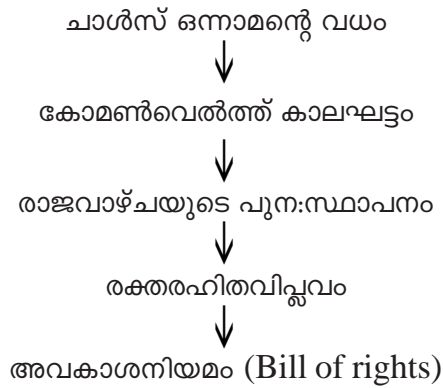 ചാൾസ് ഒന്നാമന്റെ വധം
കോമൺവെൽത്ത് കാലഘട്ടം
രാജവാഴ്ചയുടെ പുന:സ്ഥാപനം
രക്തരഹിതവിപ്ലവം
അവകാശനിയമം (Bill of rights)